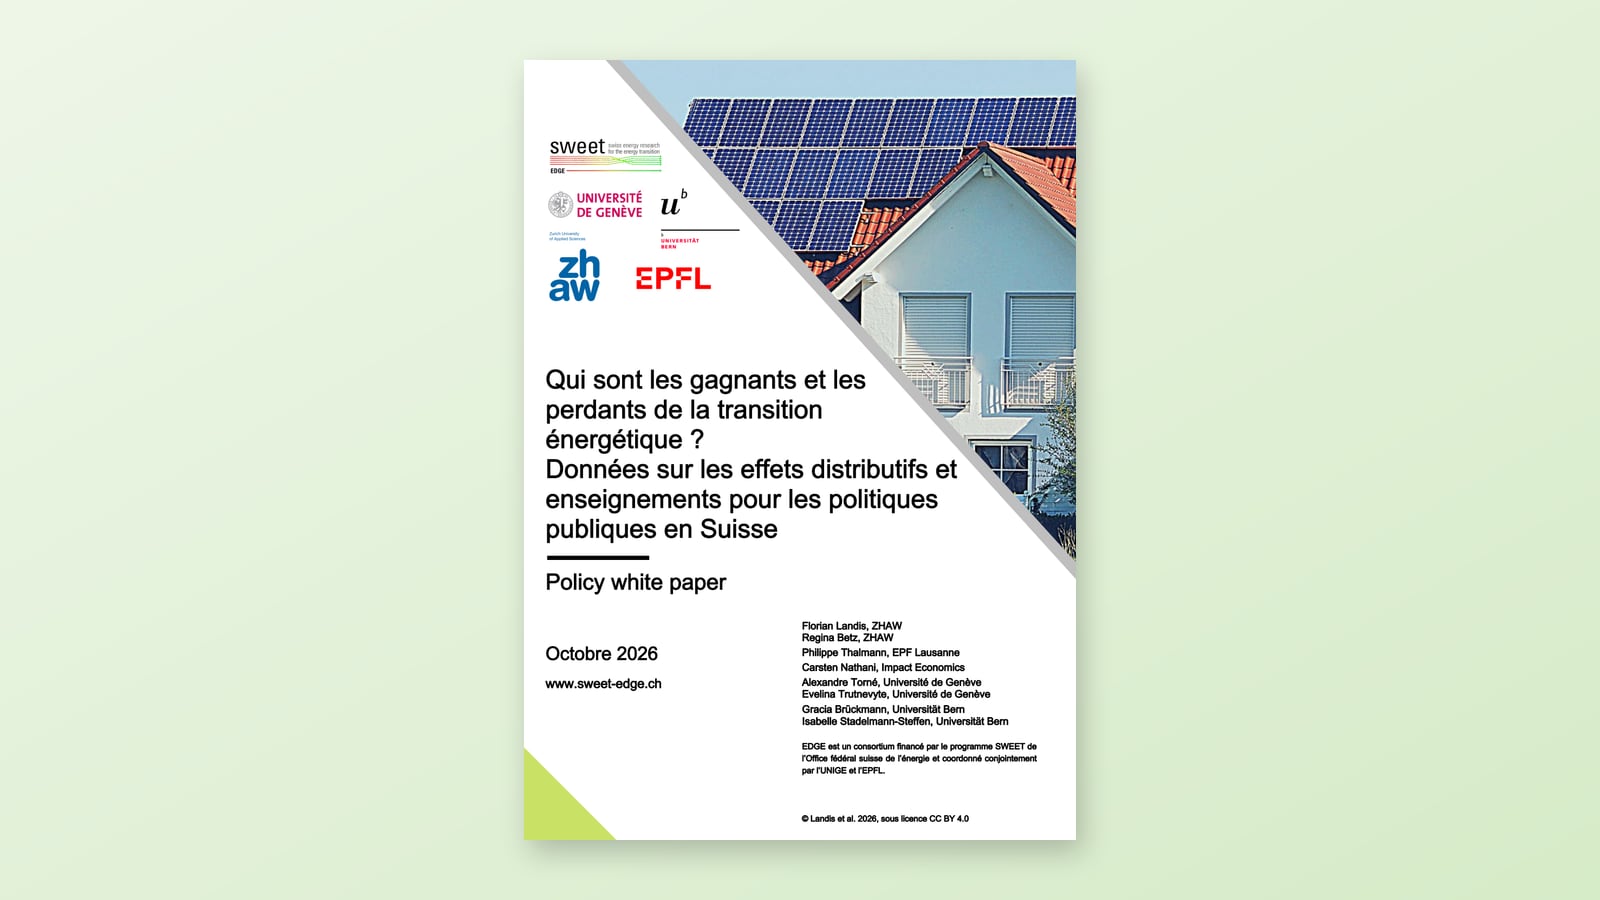 sweet swiss energy research
for the energy transition
EDGE
UNIVERSITÉ
DE GENÈVE
u b
b
UNIVERSITÄT
BERN
Zurich University
of Applied Sciences
zh
aw
EPFL
Qui sont les gagnants et les
perdants de la transition
énergétique ?
Données sur les effets distributifs et
enseignements pour les politiques
publiques en Suisse
Policy white paper
Octobre 2026
www.sweet-edge.ch
Florian Landis, ZHAW
Regina Betz, ZHAW
Philippe Thalmann, EPF Lausanne
Carsten Nathani, Impact Economics
Alexandre Torné, Université de Genève
Evelina Trutnevyte, Université de Genève
Gracia Brückmann, Universität Bern
Isabelle Stadelmann-Steffen, Universität Bern
EDGE est un consortium financé par le programme SWEET de
l'Office fédéral suisse de l'énergie et coordonné conjointement
par l'UNIGE et l'EPFL.
© Landis et al. 2026, sous licence CC BY 4.0